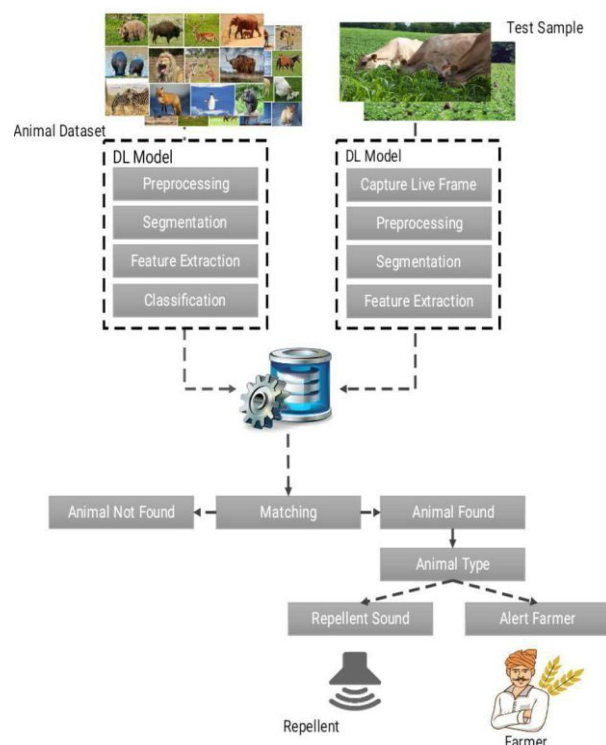 Test Sample
Animal Dataset
DL Model
Preprocessing
Segmentation
Feature Extraction
Classification
DL Model
Capture Live Frame
Preprocessing
Segmentation
Feature Extraction
Animal Not Found
Matching
Animal Found
Animal Type
Repellent Sound
Alert Farmer
Repellent
Farmer